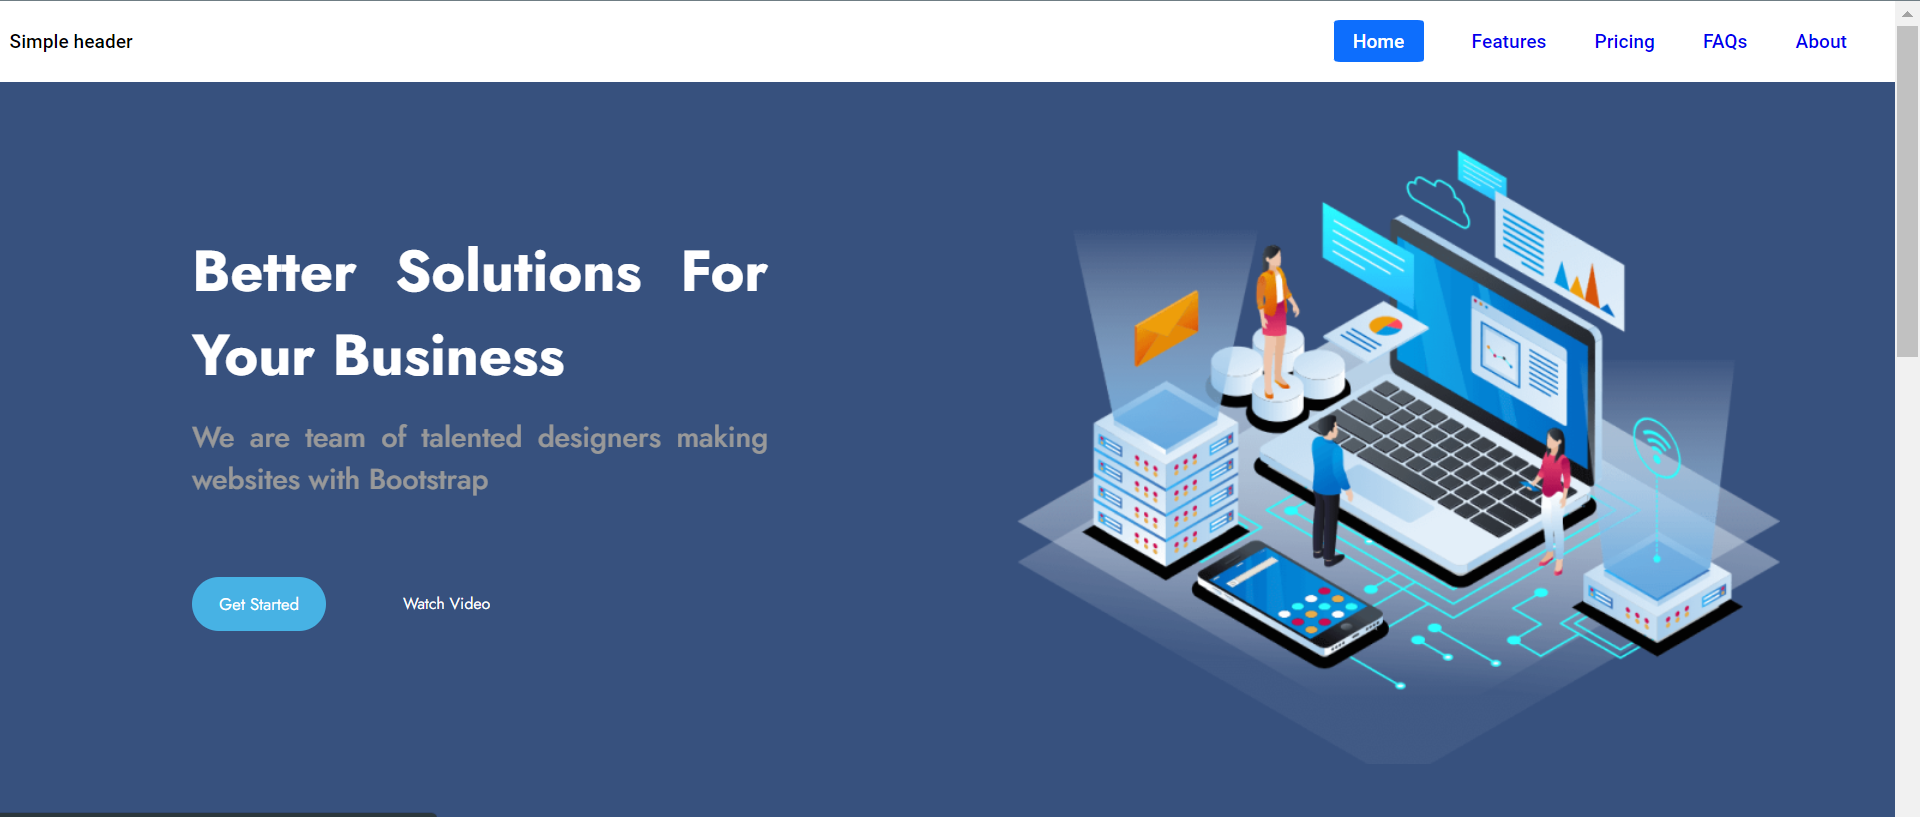 Simple header
Home
Features
Pricing
FAQs
About
Better Solutions For
Your Business
We are team of talented designers making
websites with Bootstrap
Get Started
Watch Video